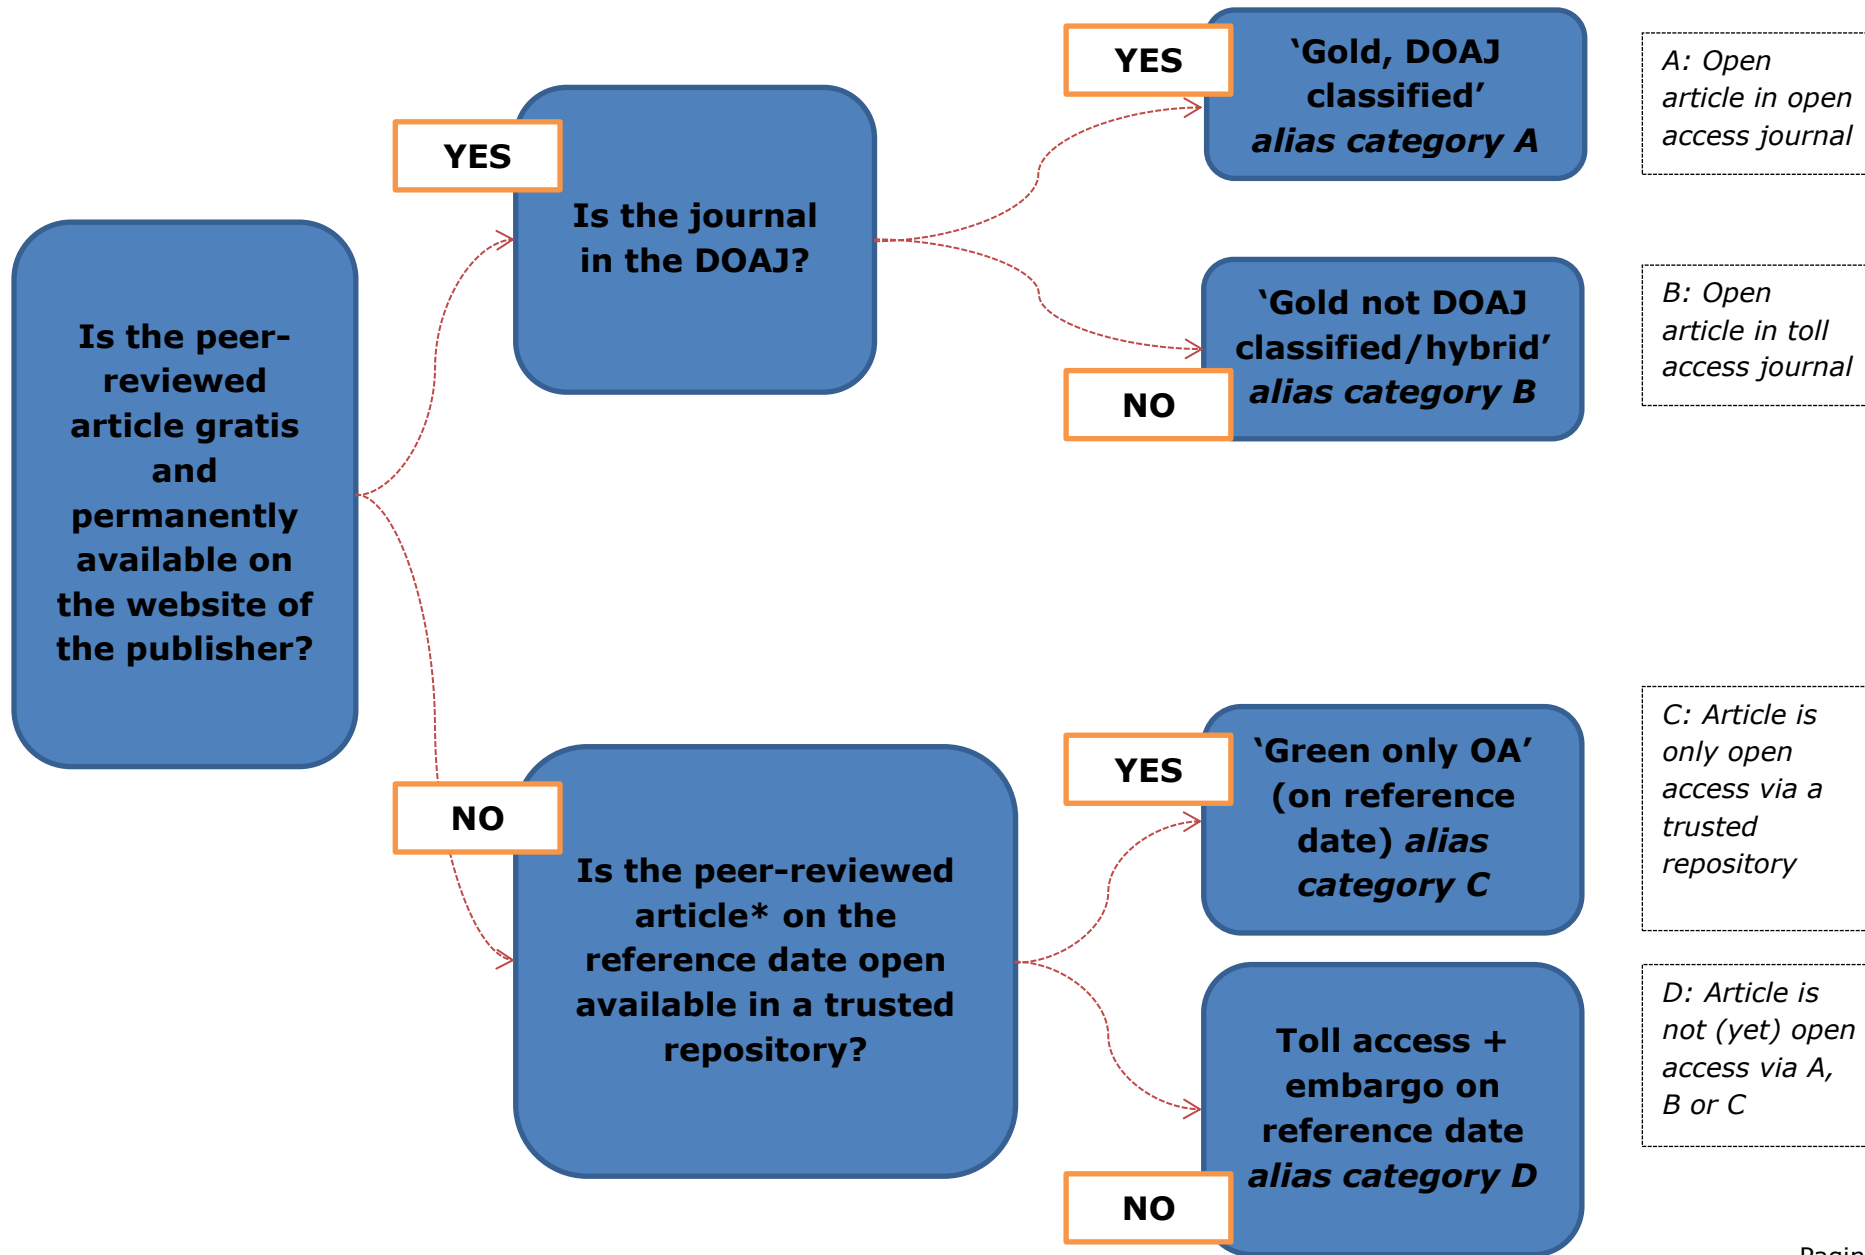 Is the peer-
reviewed
article gratis
and
permanently
available on
the website of
the publisher?
YES
Is the journal
in the DOAJ?
YES
‘Gold, DOAJ
classified’
alias category A
A: Open
article in open
access journal
‘Gold not DOAJ
classified/hybrid’
alias category B
NO
B: Open
article in toll
access journal
NO
Is the peer-reviewed
article* on the
reference date open
available in a trusted
repository?
YES
‘Green only OA’
(on reference
date) alias
category C
C: Article is
only open
access via a
trusted
repository
Toll access +
embargo on
reference date
alias category D
NO
D: Article is
not (yet) open
access via A,
B or C
Pagin